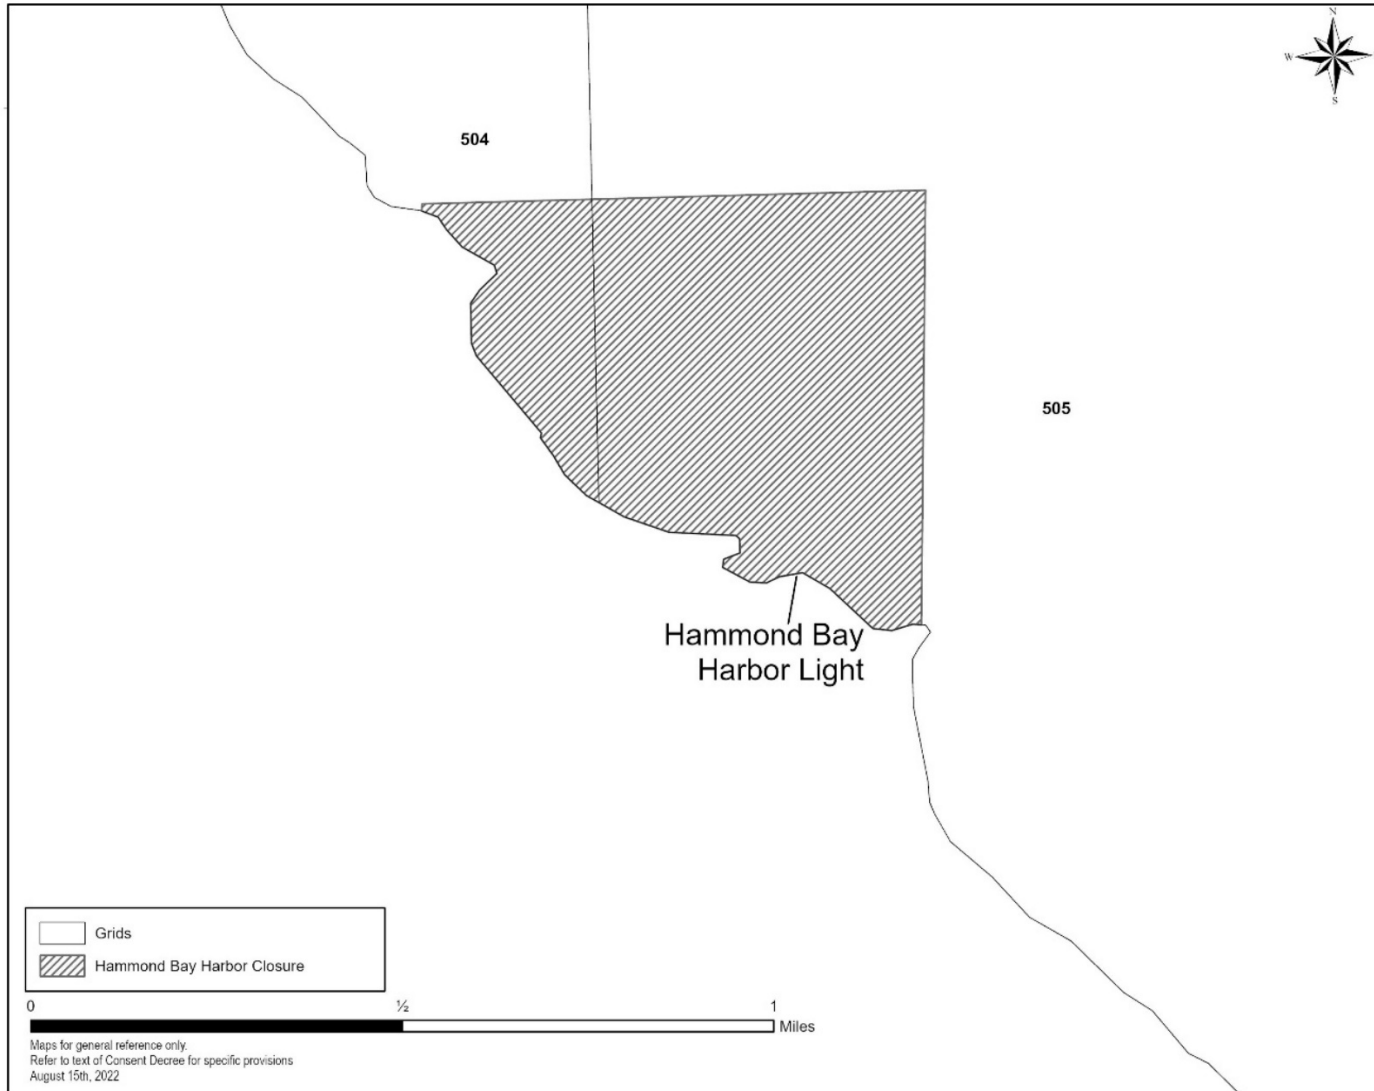 N
W
S
504
505
Hammond Bay
Harbor Light
Grids
Hammond Bay Harbor Closure
0 ½ 1
Miles
Maps for general reference only.
Refer to text of Consent Decree for specific provisions
August 15th, 2022